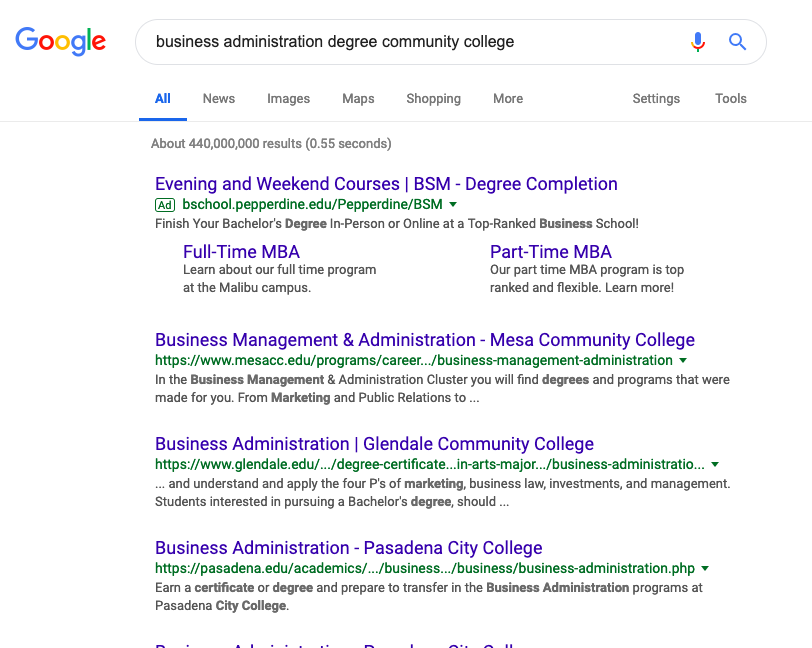 Google
business administration degree community college
All News Images Maps Shopping More Settings Tools
About 440,000,000 results (0.55 seconds)
Evening and Weekend Courses | BSM - Degree Completion
Ad bschool.pepperdine.edu/Pepperdine/BSM
Finish Your Bachelor's Degree In-Person or Online at a Top-Ranked Business School!
Full-Time MBA
Learn about our full time program
at the Malibu campus.
Part-Time MBA
Our part time MBA program is top
ranked and flexible. Learn more!
Business Management & Administration - Mesa Community College
https://www.mesacc.edu/programs/career.../business-management-administration
In the Business Management & Administration Cluster you will find degrees and programs that were
made for you. From Marketing and Public Relations to ...
Business Administration | Glendale Community College
https://www.glendale.edu/.../degree-certificate...in-arts-major.../business-administratio...
... and understand and apply the four P's of marketing, business law, investments, and management.
Students interested in pursuing a Bachelor's degree, should ...
Business Administration - Pasadena City College
https://pasadena.edu/academics/.../business.../business/business-administration.php
Earn a certificate or degree and prepare to transfer in the Business Administration programs at
Pasadena City College.